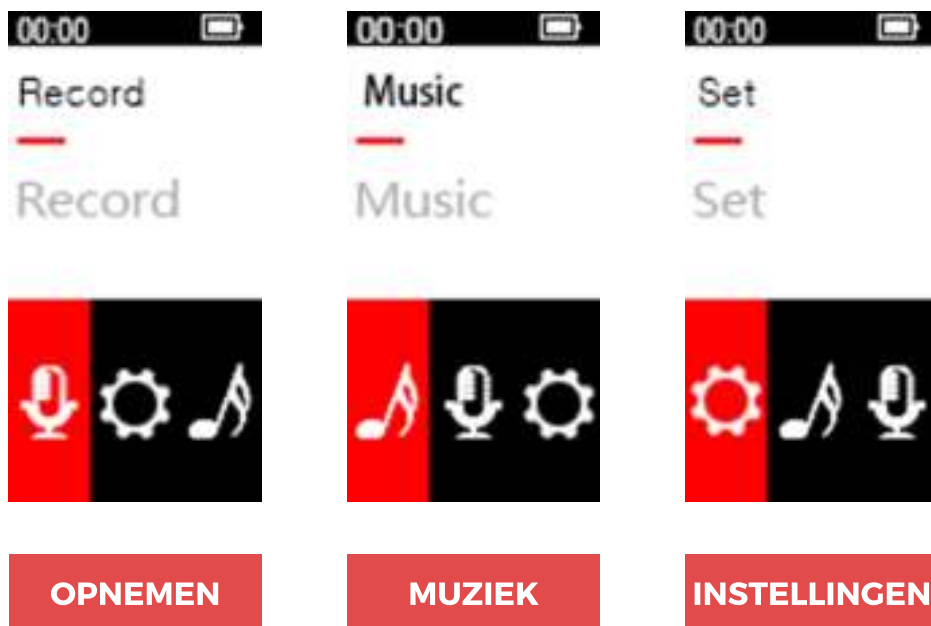 00:00
Record
Record
OPNEMEN
00:00
Music
Music
MUZIEK
00:00
Set
Set
INSTELLINGEN